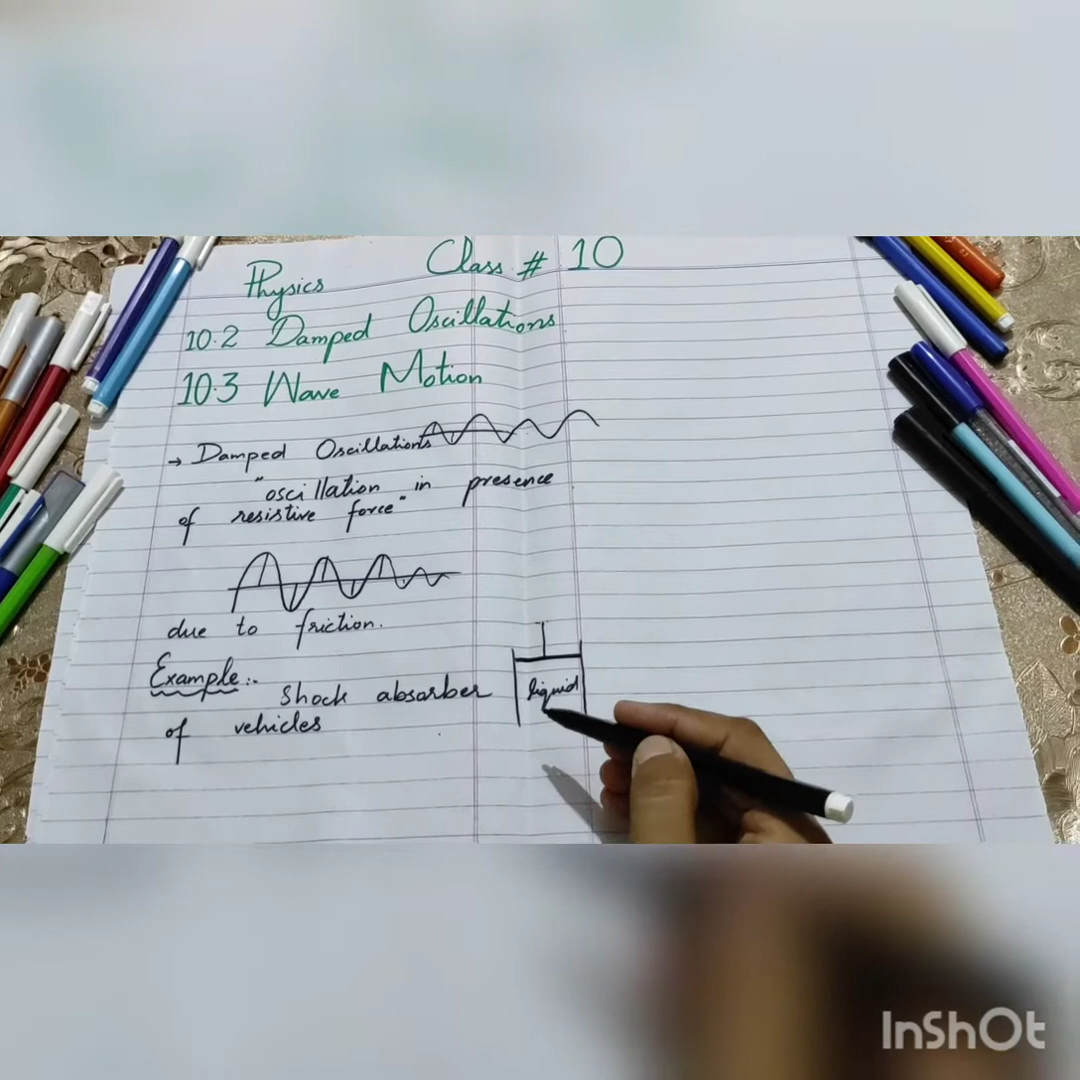 Class # 10
Physics
10.2 Damped Oscillations
10.3 Wave Motion
→ Damped Oscillations
"oscillation in presence
of resistive force"
due to friction.
Example:-
Shock absorber
of vehicles
liquid
InShOt